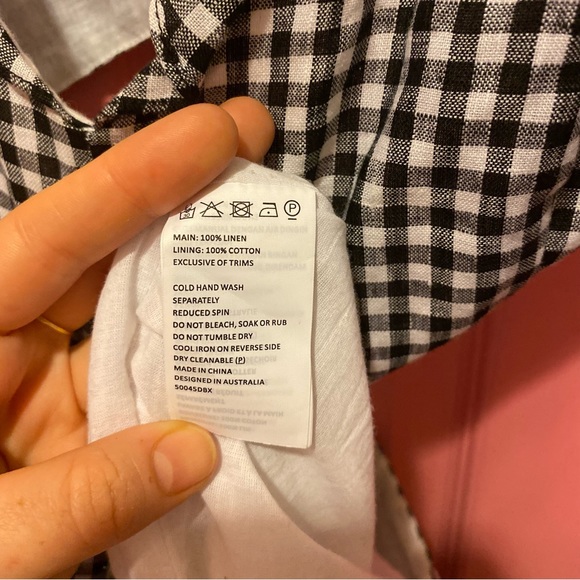 MAIN: 100% LINEN
LINING: 100% COTTON
EXCLUSIVE OF TRIMS
COLD HAND WASH
SEPARATELY
REDUCED SPIN
DO NOT BLEACH, SOAK OR RUB
DO NOT TUMBLE DRY
COOL IRON ON REVERSE SIDE
DRY CLEANABLE (P)
MADE IN CHINA
DESIGNED IN AUSTRALIA
50045DBX